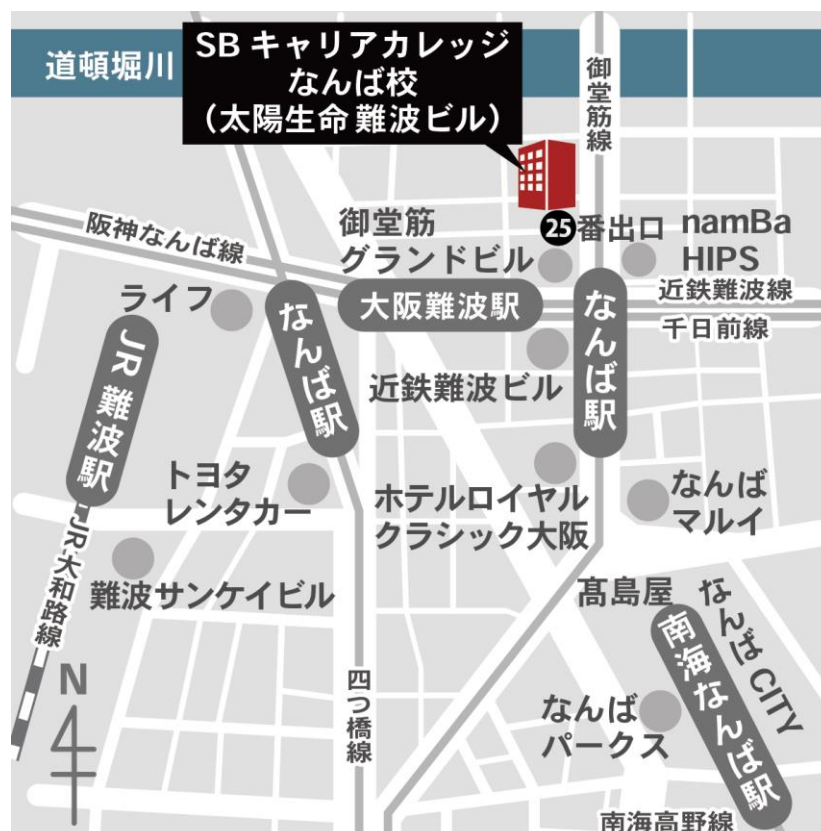 道頓堀川
SB キャリアカレッジ
なんば校
（太陽生命 難波ビル）
御堂筋線
阪神なんば線
御堂筋
グランドビル
25番出口
namBa
HIPS
近鉄難波線
千日前線
ライフ
なんば駅
大阪難波駅
なんば駅
JR 難波駅
近鉄難波ビル
トヨタ
レンタカー
ホテルロイヤル
クラシック大阪
なんば
マルイ
JR大和路線
難波サンケイビル
髙島屋
なんばCITY
南海なんば駅
N
四つ橋線
なんば
パークス
南海高野線